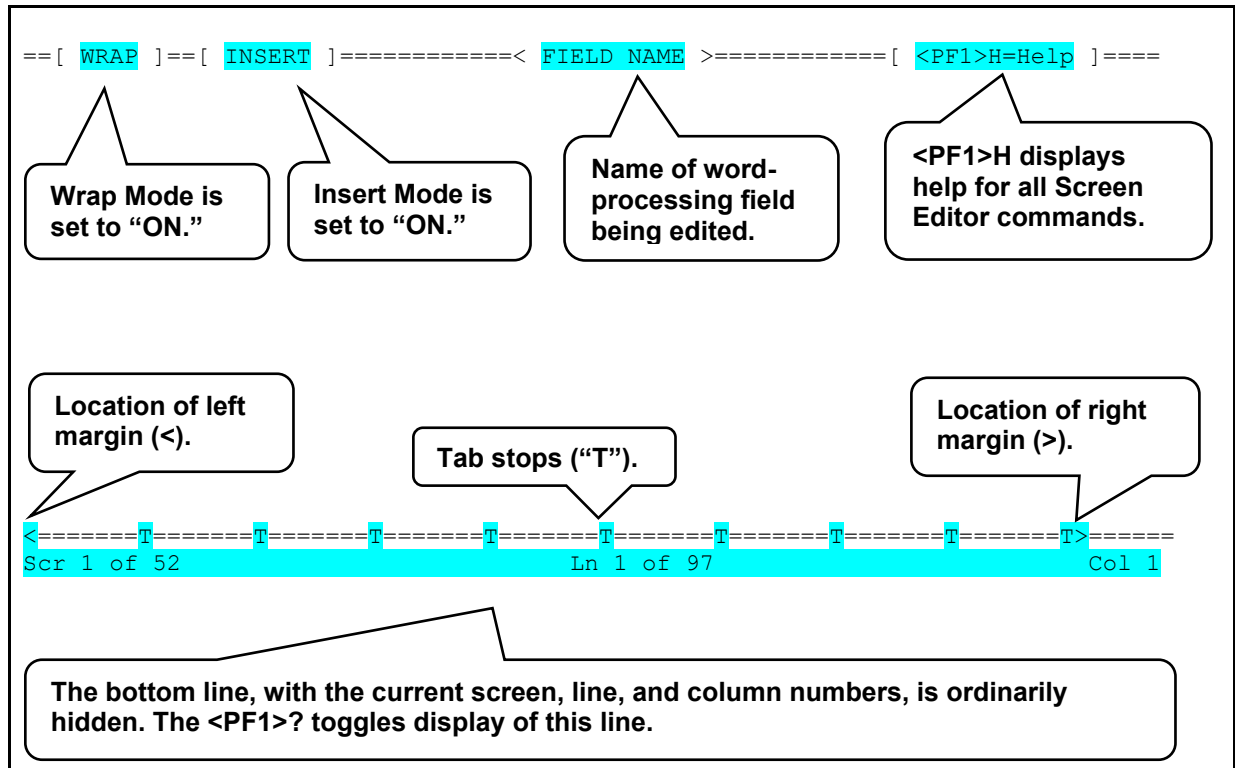 ==[ WRAP ]==[ INSERT ]============< FIELD NAME >============[ <PF1>H=Help ]====
Wrap Mode is
set to “ON.”
Insert Mode is
set to “ON.”
Name of word-
processing field
being edited.
<PF1>H displays
help for all Screen
Editor commands.
Location of left
margin (<).
Tab stops (“T”).
Location of right
margin (>).
<=======T=======T=======T=======T=======T=======T=======T=======T=======T>======
Scr 1 of 52 Ln 1 of 97 Col 1
The bottom line, with the current screen, line, and column numbers, is ordinarily
hidden. The <PF1>? toggles display of this line.